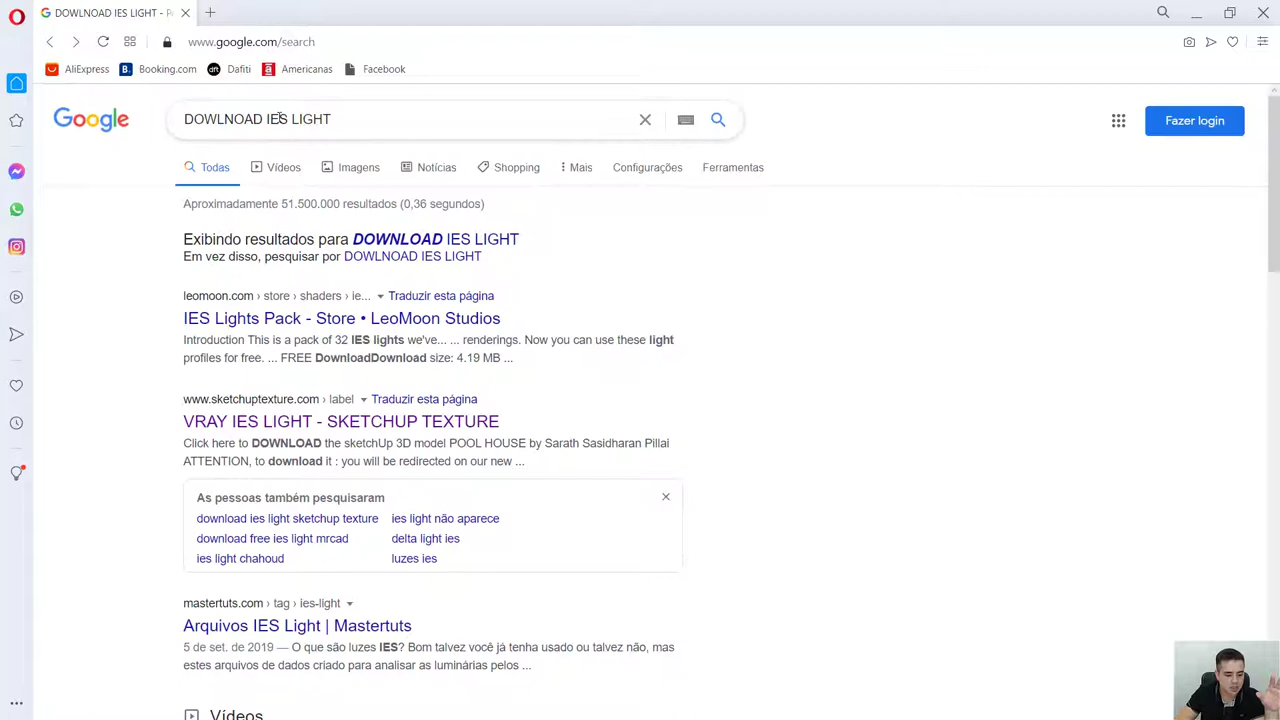 DOWLNOAD IES LIGHT - P
www.google.com/search
AliExpress
B. Booking.com
dft Dafiti
a Americanas
Facebook
Google
DOWLNOAD IES LIGHT
Fazer login
Todas
Vídeos
Imagens
Notícias
Shopping
Mais
Configurações
Ferramentas
Aproximadamente 51.500.000 resultados (0,36 segundos)
Exibindo resultados para DOWNLOAD IES LIGHT
Em vez disso, pesquisar por DOWLNOAD IES LIGHT
leomoon.com › store › shaders › ie... Traduzir esta página
IES Lights Pack - Store • LeoMoon Studios
Introduction This is a pack of 32 IES lights we've... ... renderings. Now you can use these light
profiles for free. ... FREE DownloadDownload size: 4.19 MB ...
www.sketchuptexture.com › label Traduzir esta página
VRAY IES LIGHT - SKETCHUP TEXTURE
Click here to DOWNLOAD the sketchUp 3D model POOL HOUSE by Sarath Sasidharan Pillai
ATTENTION, to download it : you will be redirected on our new ...
As pessoas também pesquisaram
download ies light sketchup texture
ies light não aparece
download free ies light mrcad
delta light ies
ies light chahoud
luzes ies
mastertuts.com › tag › ies-light
Arquivos IES Light | Mastertuts
5 de set. de 2019 — O que são luzes IES? Bom talvez você já tenha usado ou talvez não, mas
estes arquivos de dados criado para analisar as luminárias pelos ...
Vídeos